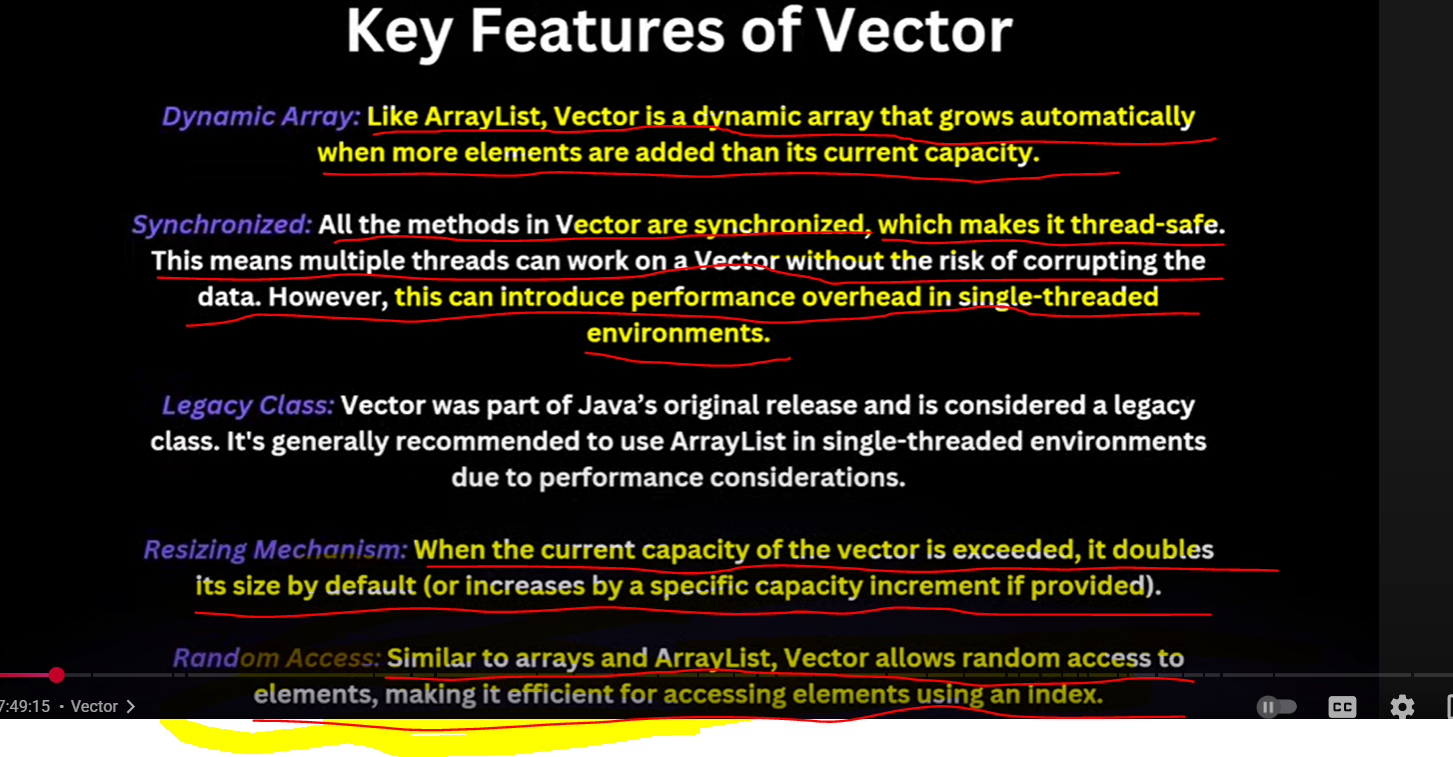 Key Features of Vector
Dynamic Array: Like ArrayList, Vector is a dynamic array that grows automatically
when more elements are added than its current capacity.
Synchronized: All the methods in Vector are synchronized, which makes it thread-safe.
This means multiple threads can work on a Vector without the risk of corrupting the
data. However, this can introduce performance overhead in single-threaded
environments.
Legacy Class: Vector was part of Java’s original release and is considered a legacy
class. It's generally recommended to use ArrayList in single-threaded environments
due to performance considerations.
Resizing Mechanism: When the current capacity of the vector is exceeded, it doubles
its size by default (or increases by a specific capacity increment if provided).
Random Access: Similar to arrays and ArrayList, Vector allows random access to
elements, making it efficient for accessing elements using an index.
7:49:15 • Vector
CC